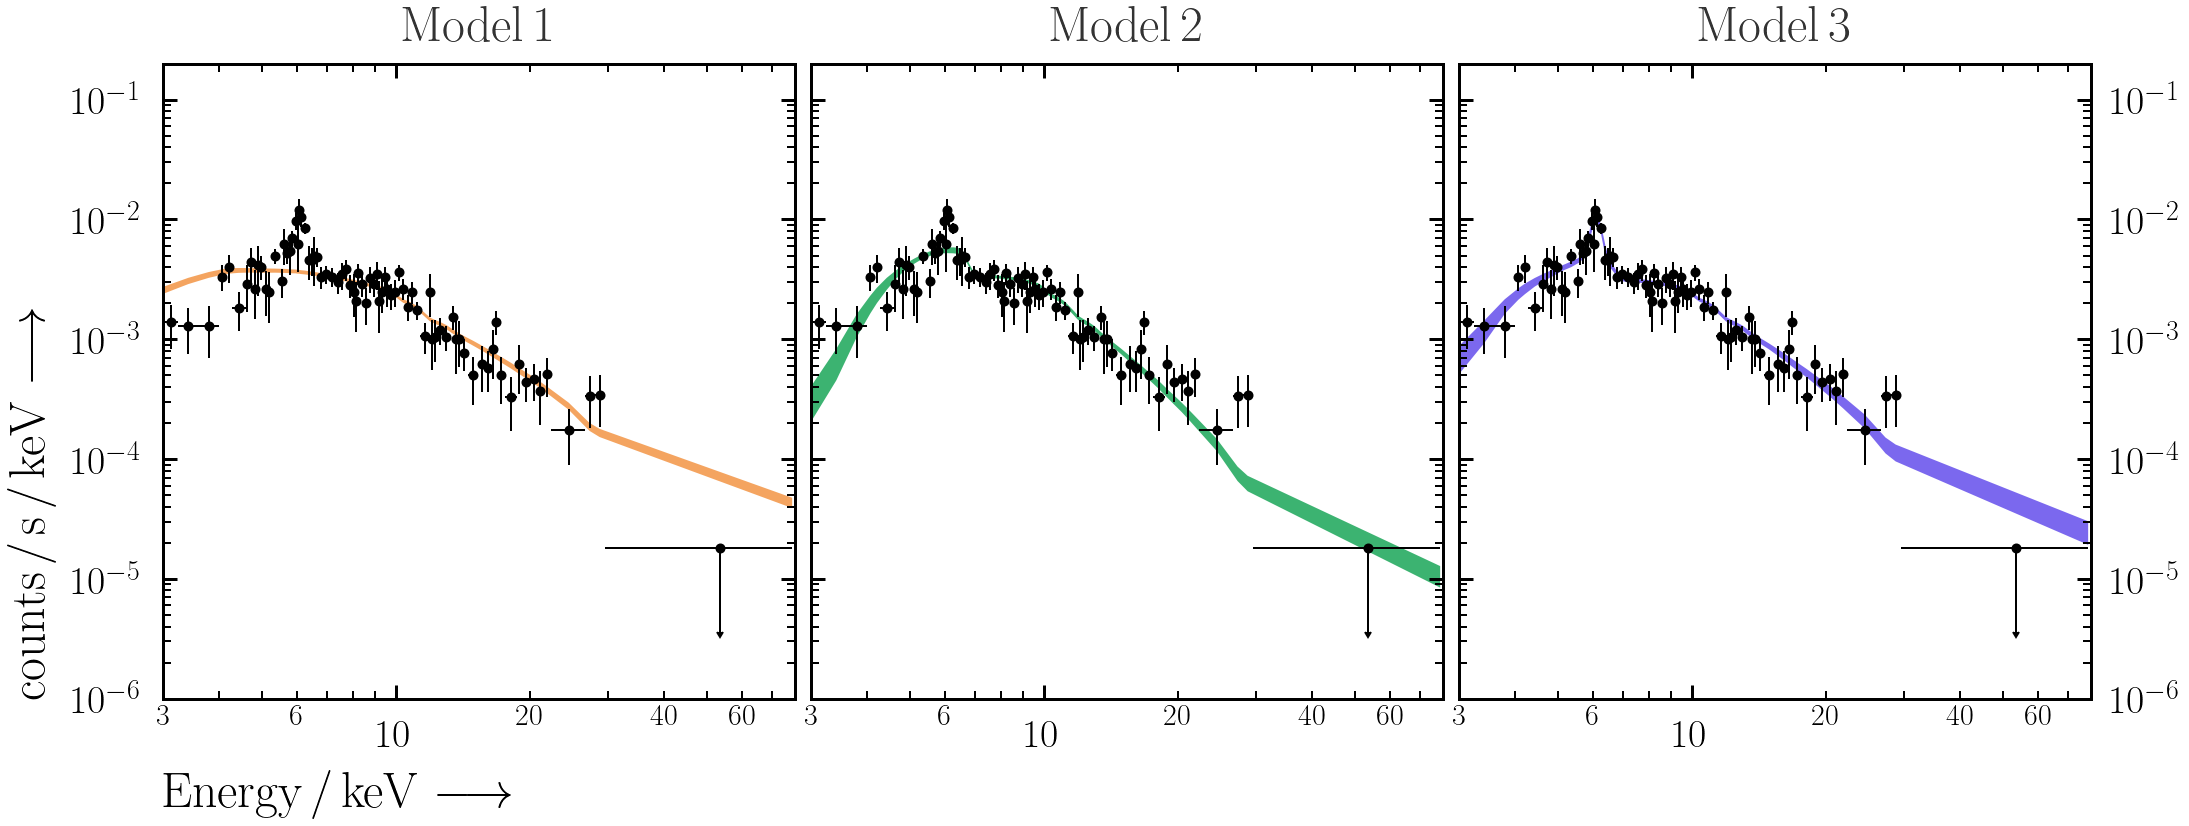 Model 1 Model 2 Model 3
10⁻¹ 10⁻¹
10⁻² 10⁻²
10⁻³ 10⁻³
10⁻⁴ 10⁻⁴
10⁻⁵ 10⁻⁵
10⁻⁶ 10⁻⁶
counts / s / keV ⟶
3 6 20 40 60 3 6 20 40 60 3 6 20 40 60
10 10 10
Energy / keV ⟶